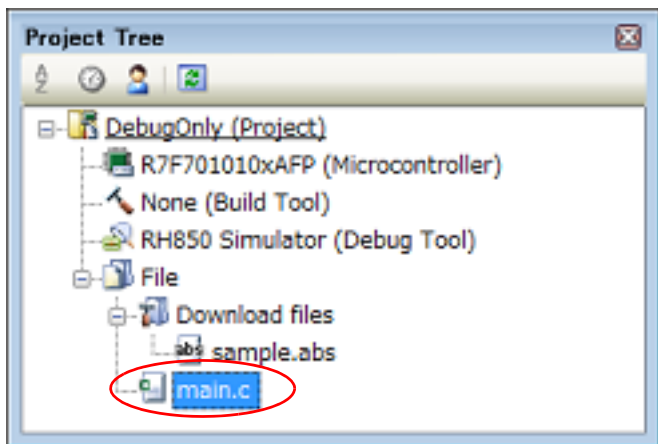 Project Tree
DebugOnly (Project)
R7F701010xAFP (Microcontroller)
None (Build Tool)
RH850 Simulator (Debug Tool)
File
Download files
sample.abs
main.c